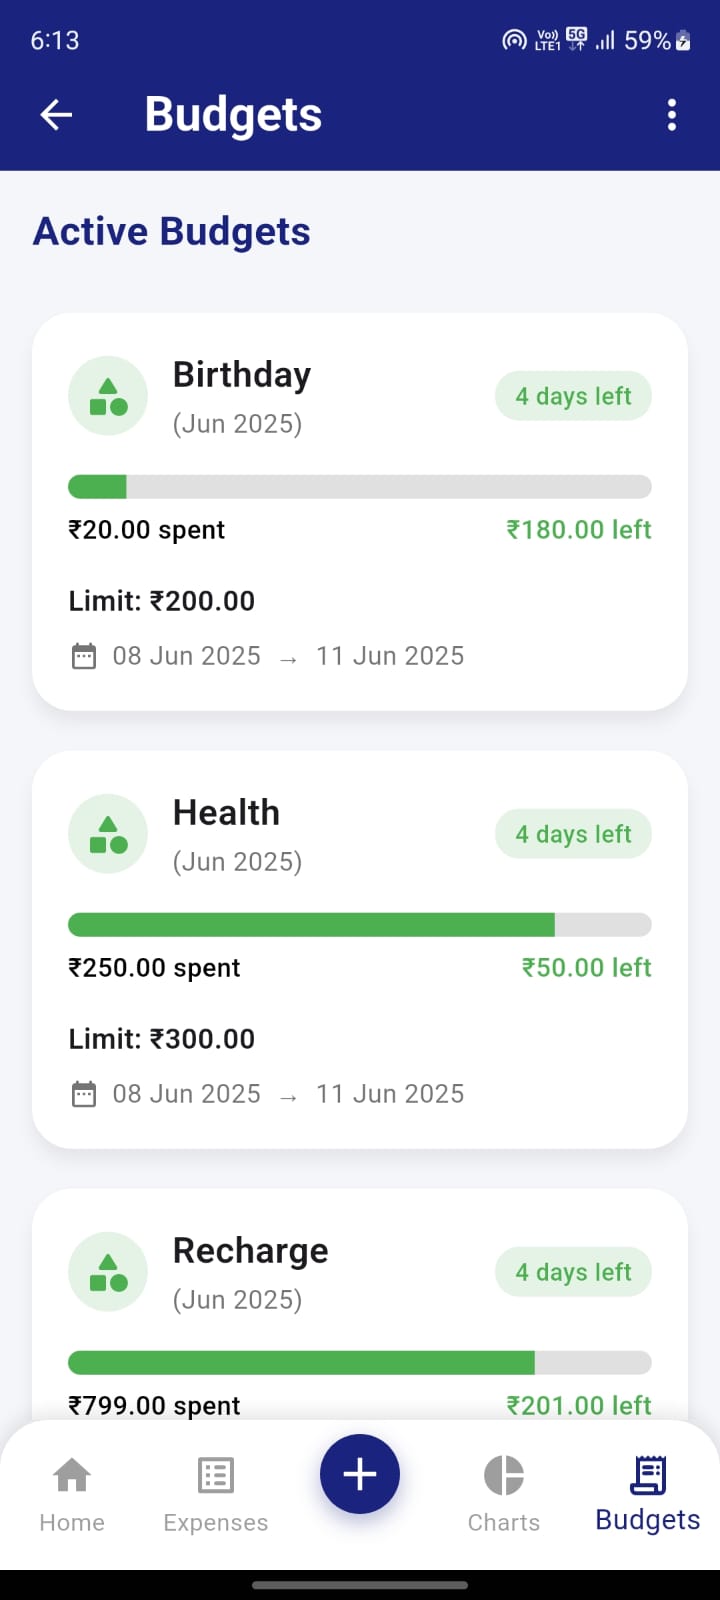 6:13 Vo)) LTE1 5G 59%
Budgets
Active Budgets
Birthday
(Jun 2025)
4 days left
₹20.00 spent ₹180.00 left
Limit: ₹200.00
08 Jun 2025 → 11 Jun 2025
Health
(Jun 2025)
4 days left
₹250.00 spent ₹50.00 left
Limit: ₹300.00
08 Jun 2025 → 11 Jun 2025
Recharge
(Jun 2025)
4 days left
₹799.00 spent ₹201.00 left
Home Expenses Charts Budgets